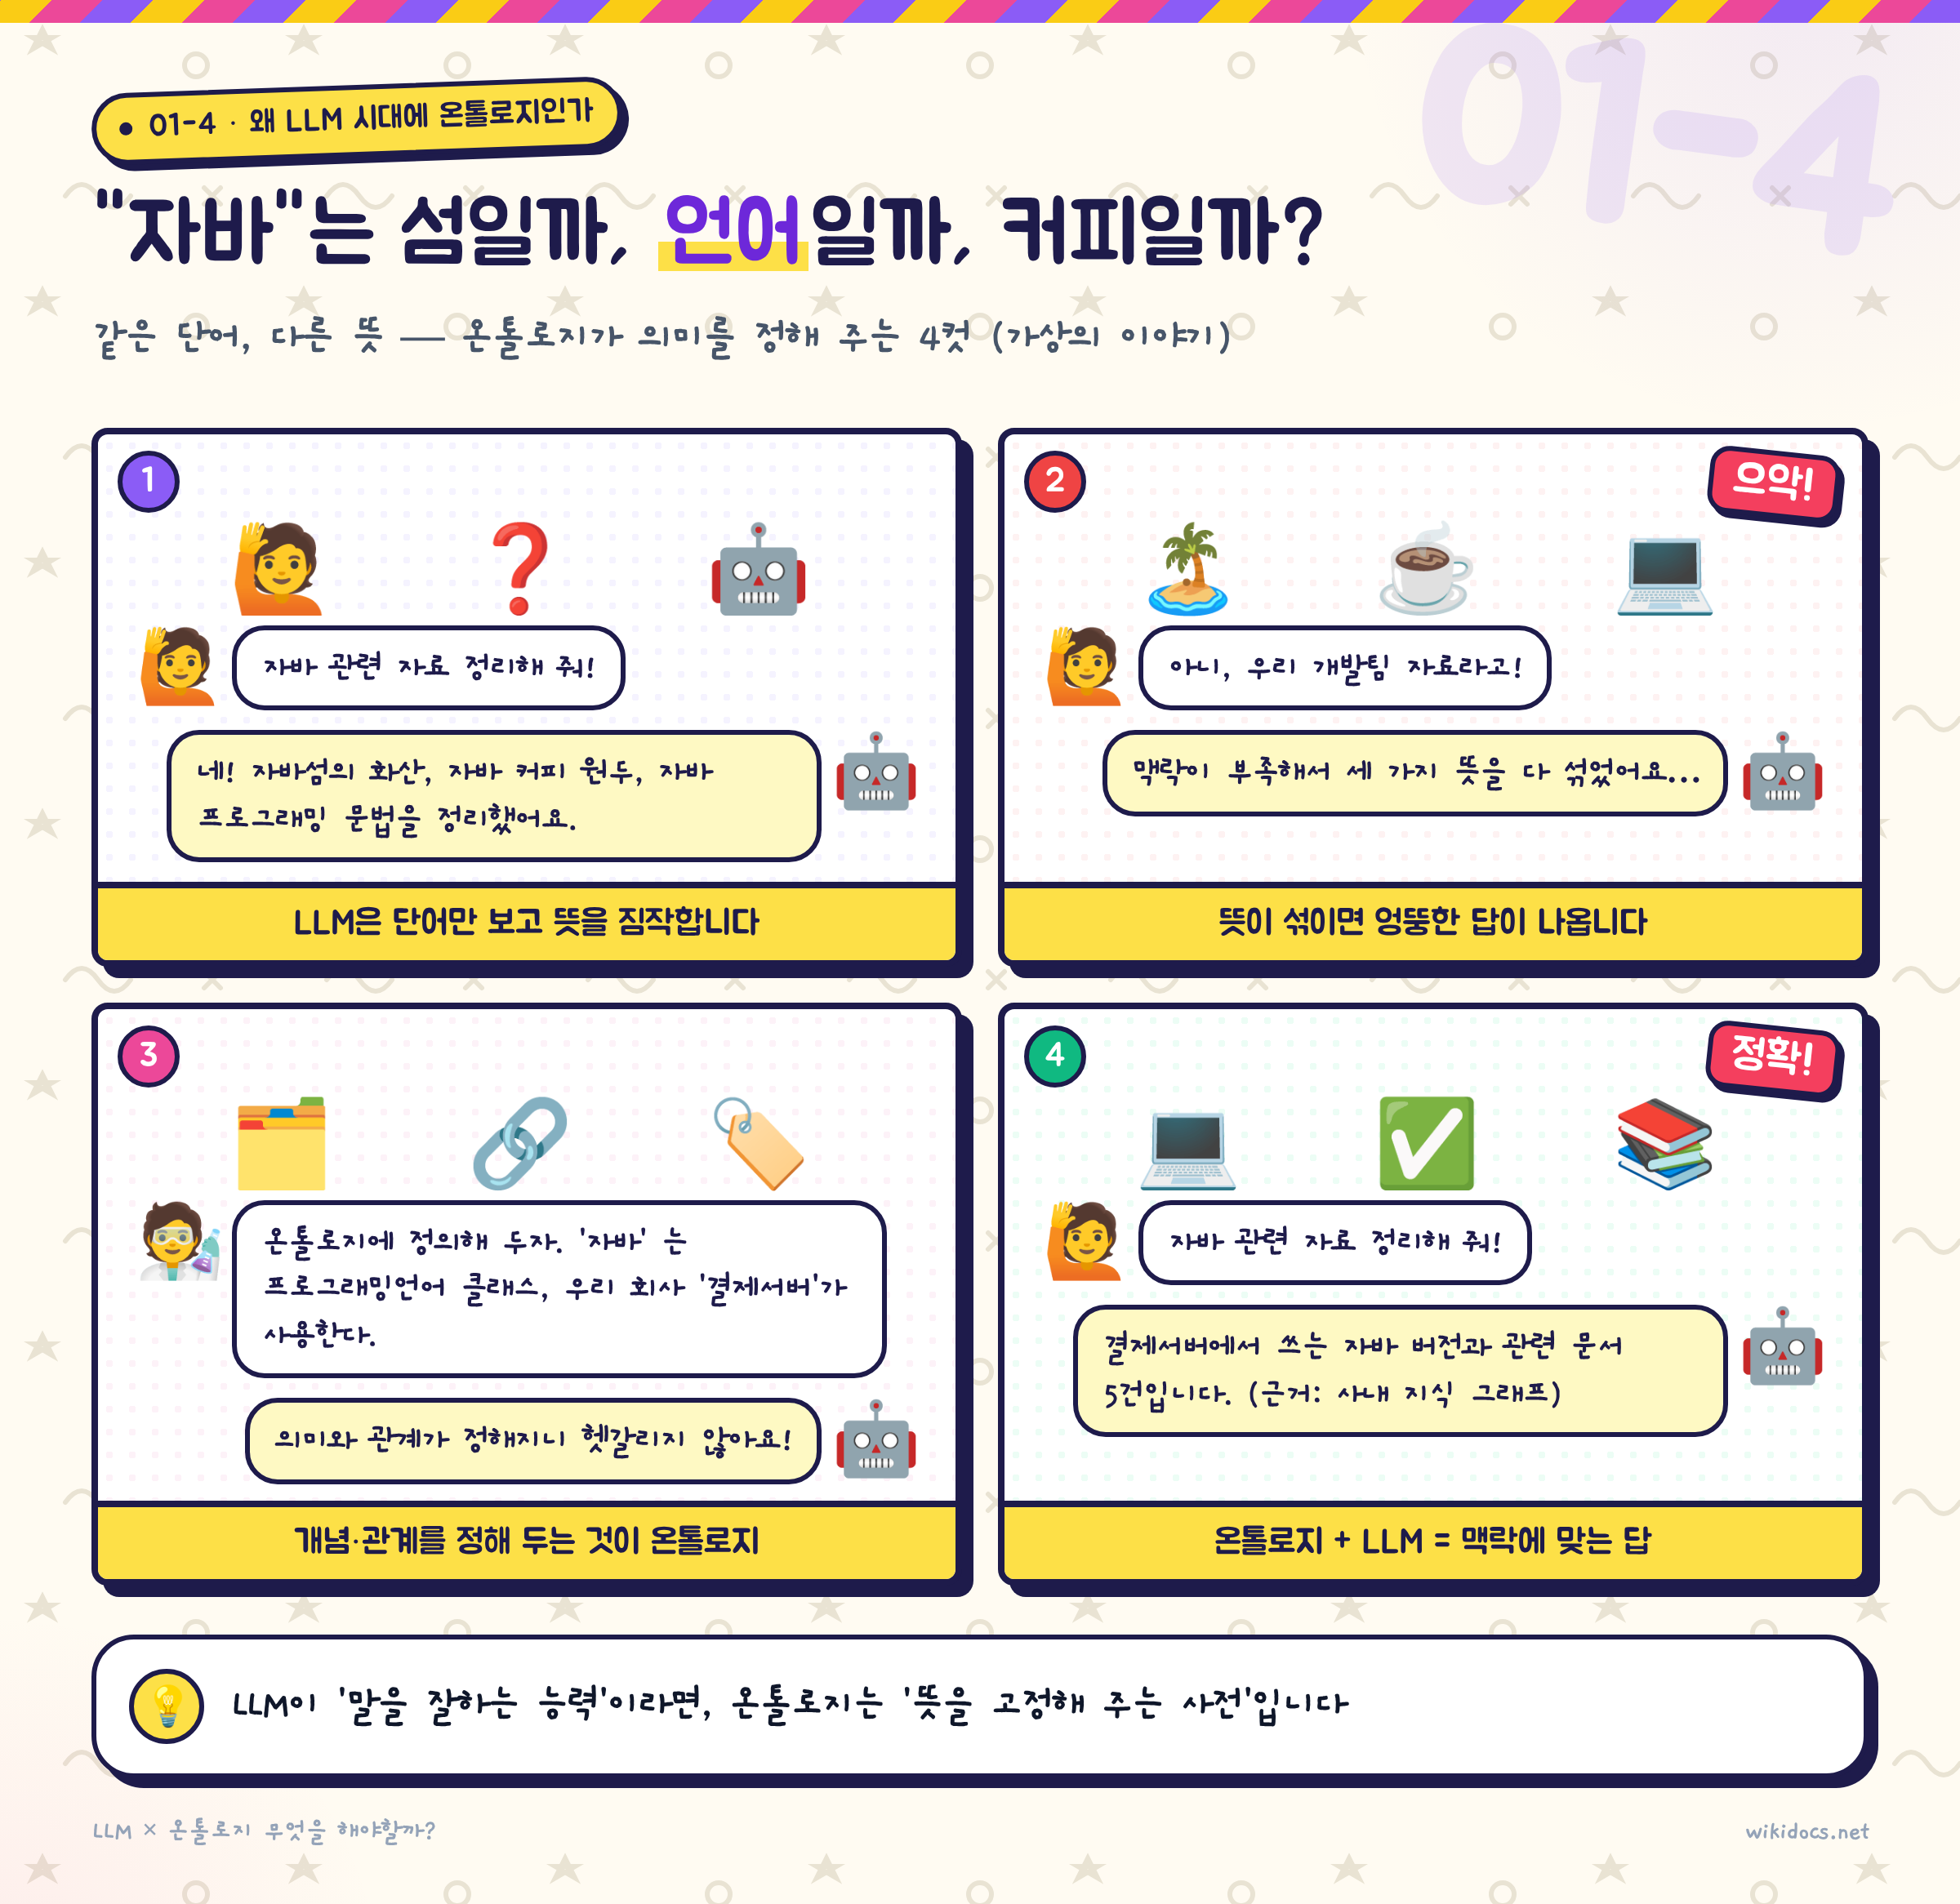 01-4
01-4 · 왜 LLM 시대에 온톨로지인가
"자바"는 섬일까, 언어일까, 커피일까?
같은 단어, 다른 뜻 — 온톨로지가 의미를 정해 주는 4컷 (가상의 이야기)
1
자바 관련 자료 정리해 줘!
네! 자바섬의 화산, 자바 커피 원두, 자바
프로그래밍 문법을 정리했어요.
LLM은 단어만 보고 뜻을 짐작합니다
2
으악!
아니, 우리 개발팀 자료라고!
맥락이 부족해서 세 가지 뜻을 다 섞었어요...
뜻이 섞이면 엉뚱한 답이 나옵니다
3
온톨로지에 정의해 두자. '자바' 는
프로그래밍언어 클래스, 우리 회사 '결제서버'가
사용한다.
의미와 관계가 정해지니 헷갈리지 않아요!
개념·관계를 정해 두는 것이 온톨로지
4
정확!
자바 관련 자료 정리해 줘!
결제서버에서 쓰는 자바 버전과 관련 문서
5건입니다. (근거: 사내 지식 그래프)
온톨로지 + LLM = 맥락에 맞는 답
LLM이 '말을 잘하는 능력'이라면, 온톨로지는 '뜻을 고정해 주는 사전'입니다
LLM × 온톨로지 무엇을 해야할까?
wikidocs.net